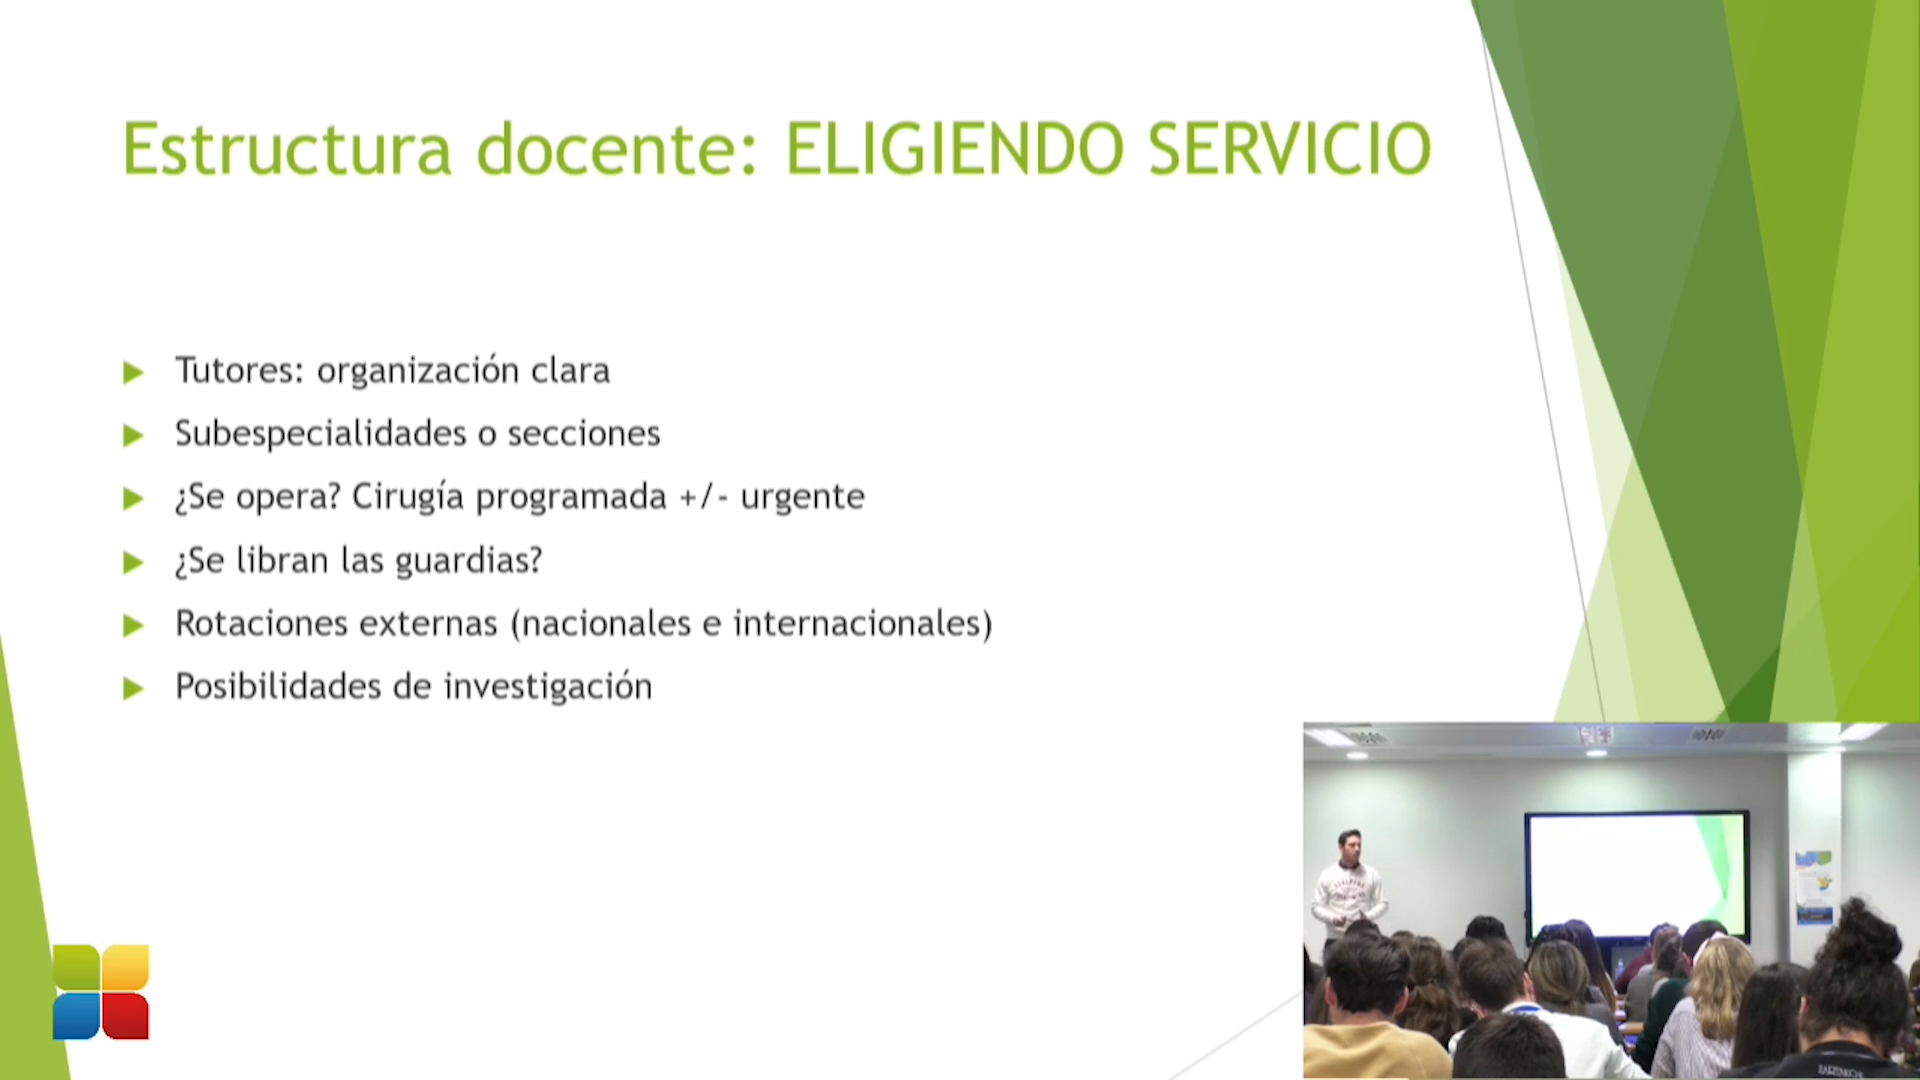 Estructura docente: ELIGIENDO SERVICIO
Tutores: organización clara
Subespecialidades o secciones
¿Se opera? Cirugía programada +/- urgente
¿Se libran las guardias?
Rotaciones externas (nacionales e internacionales)
Posibilidades de investigación